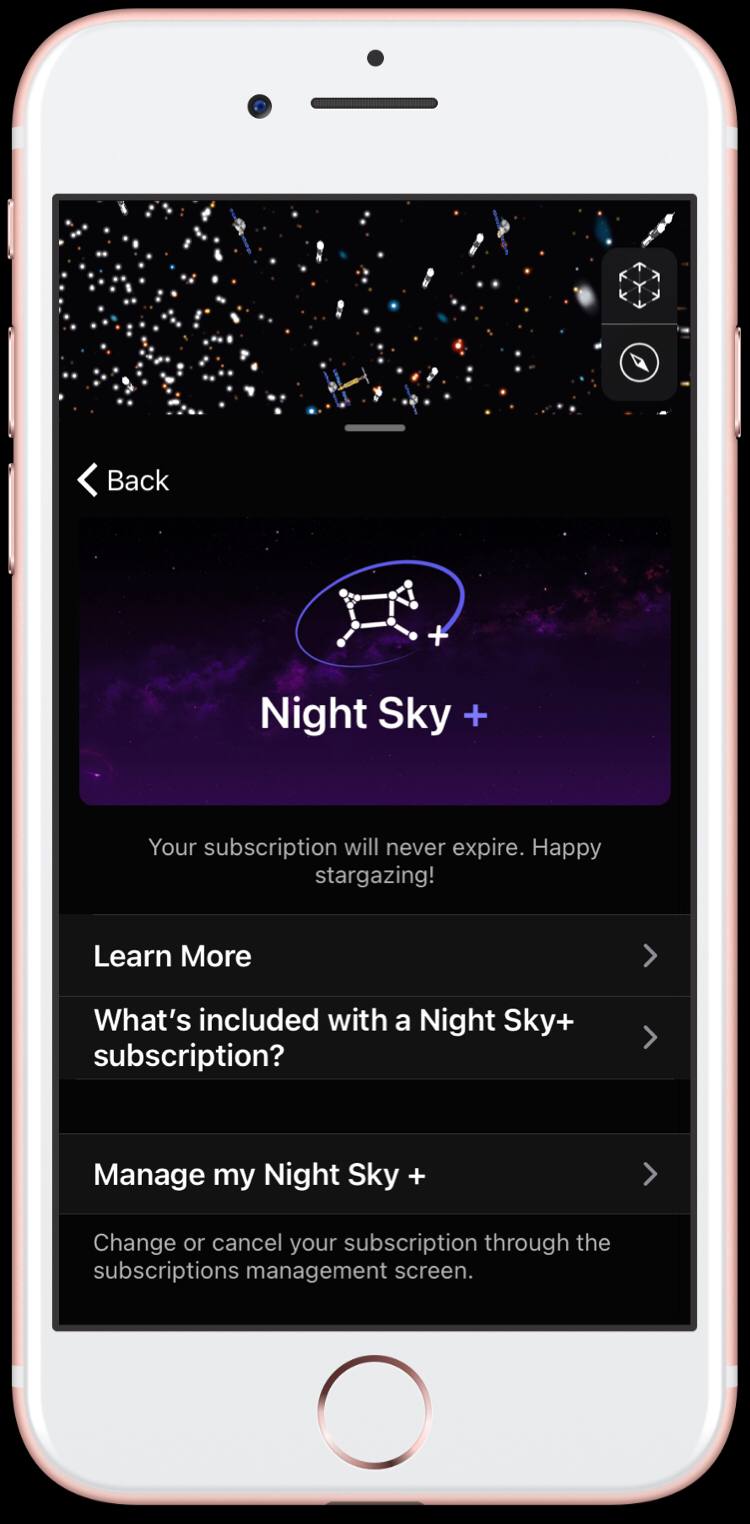 Back
Night Sky +
Your subscription will never expire. Happy
stargazing!
Learn More
What’s included with a Night Sky+
subscription?
Manage my Night Sky +
Change or cancel your subscription through the
subscriptions management screen.